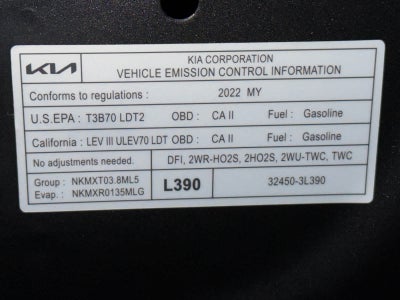 KIA KIA CORPORATION
VEHICLE EMISSION CONTROL INFORMATION
Conforms to regulations : 2022 MY
U.S.EPA : T3B70 LDT2 OBD : CA II Fuel : Gasoline
California : LEV III ULEV70 LDT OBD : CA II Fuel : Gasoline
No adjustments needed. DFI, 2WR-HO2S, 2HO2S, 2WU-TWC, TWC
Group : NKMXT03.8ML5 L390 32450-3L390
Evap. : NKMXR0135MLG